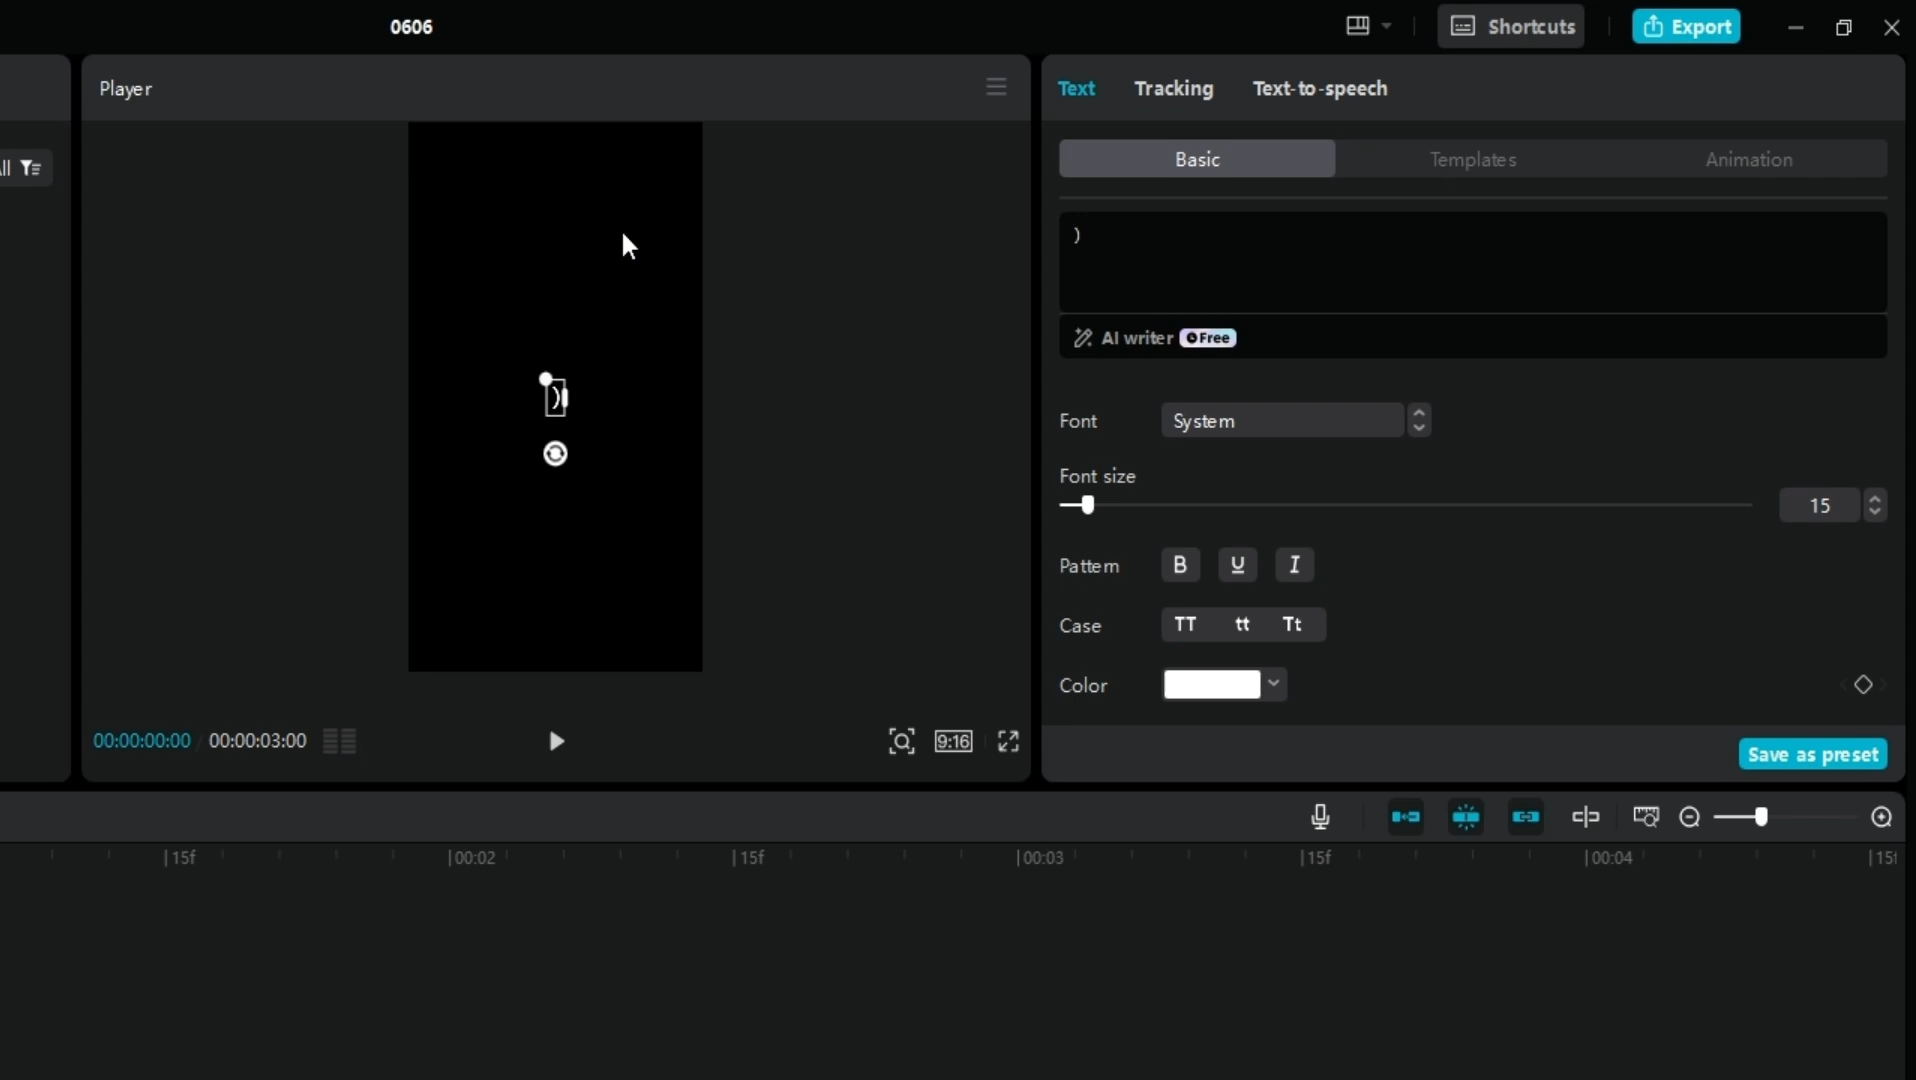 0606
Shortcuts
Export
Player
Text
Tracking
Text-to-speech
Basic
Templates
Animation
)
AI writer
Free
)
Font
System
Font size
15
Pattern
B
U
I
Case
TT
tt
Tt
Color
00:00:00:00
00:00:03:00
9:16
Save as preset
15f
00:02
15f
00:03
15f
00:04